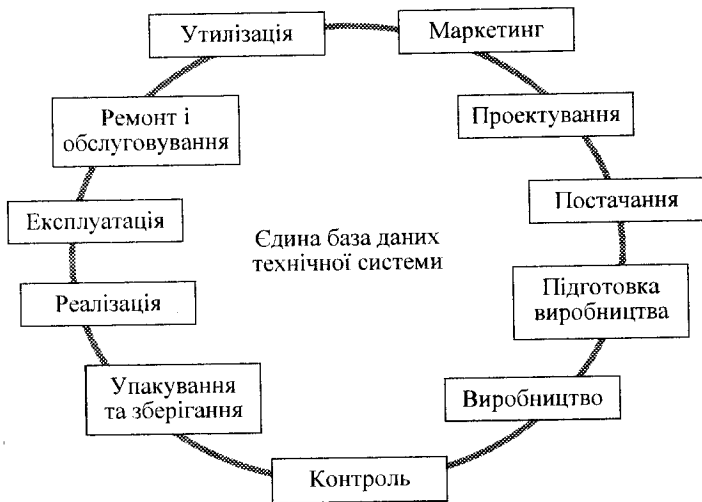 Утилізація
Маркетинг
Ремонт і
обслуговування
Проектування
Постачання
Експлуатація
Єдина база даних
технічної системи
Реалізація
Підготовка
виробництва
Упакування
та зберігання
Виробництво
Контроль